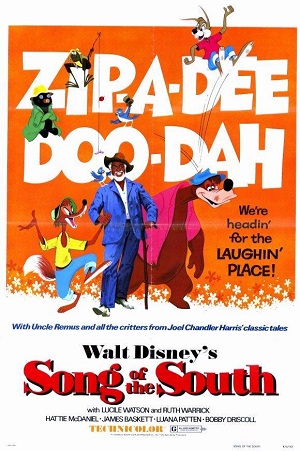 ZIP-A-DEE
DOO-DAH
We're
headin'
for the
LAUGHIN'
PLACE!
With Uncle Remus and all the critters from Joel Chandler Harris' classic tales
WALT DISNEY'S
Song of the South
with LUCILE WATSON and RUTH WARRICK
HATTIE McDANIEL · JAMES BASKETT · LUANA PATTEN · BOBBY DRISCOLL
TECHNICOLOR®
G